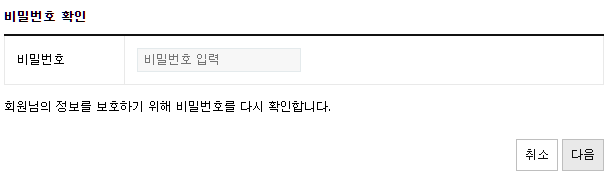 비밀번호 확인
비밀번호 비밀번호 입력
회원님의 정보를 보호하기 위해 비밀번호를 다시 확인합니다.
취소 다음